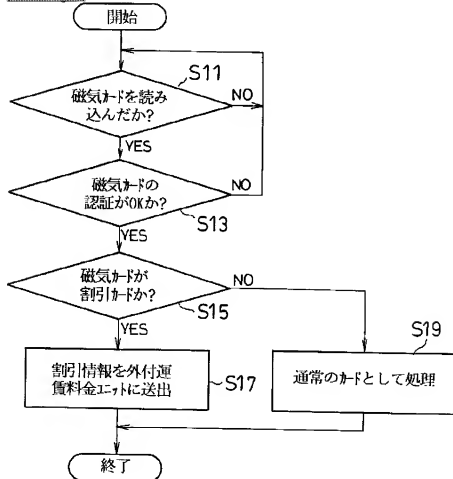 開始
S11
磁気カードを読み
込んだか?
NO
YES
磁気カードの
認証がOKか?
NO
S13
YES
磁気カードが
割引カードか?
NO
S15
YES
S19
割引情報を外付運
賃料金ユニットに送出
S17
通常のカードとして処理
終了